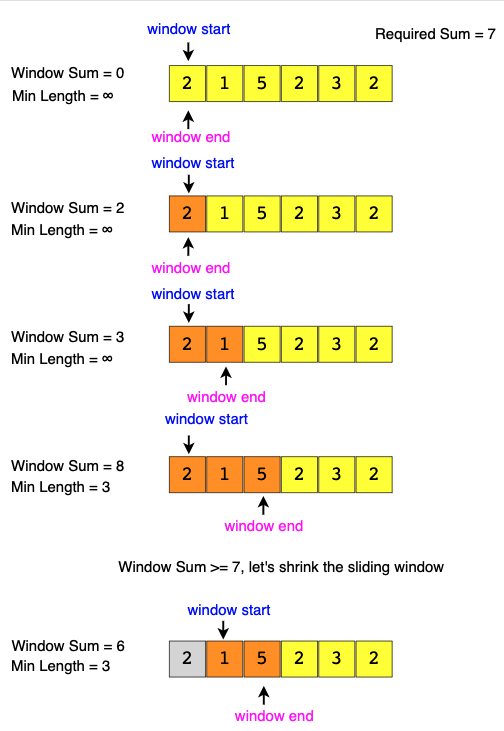 window start
Required Sum = 7
Window Sum = 0
Min Length = ∞
2 1 5 2 3 2
window end
window start
Window Sum = 2
Min Length = ∞
2 1 5 2 3 2
window end
window start
Window Sum = 3
Min Length = ∞
2 1 5 2 3 2
window end
window start
Window Sum = 8
Min Length = 3
2 1 5 2 3 2
window end
Window Sum >= 7, let's shrink the sliding window
window start
Window Sum = 6
Min Length = 3
2 1 5 2 3 2
window end